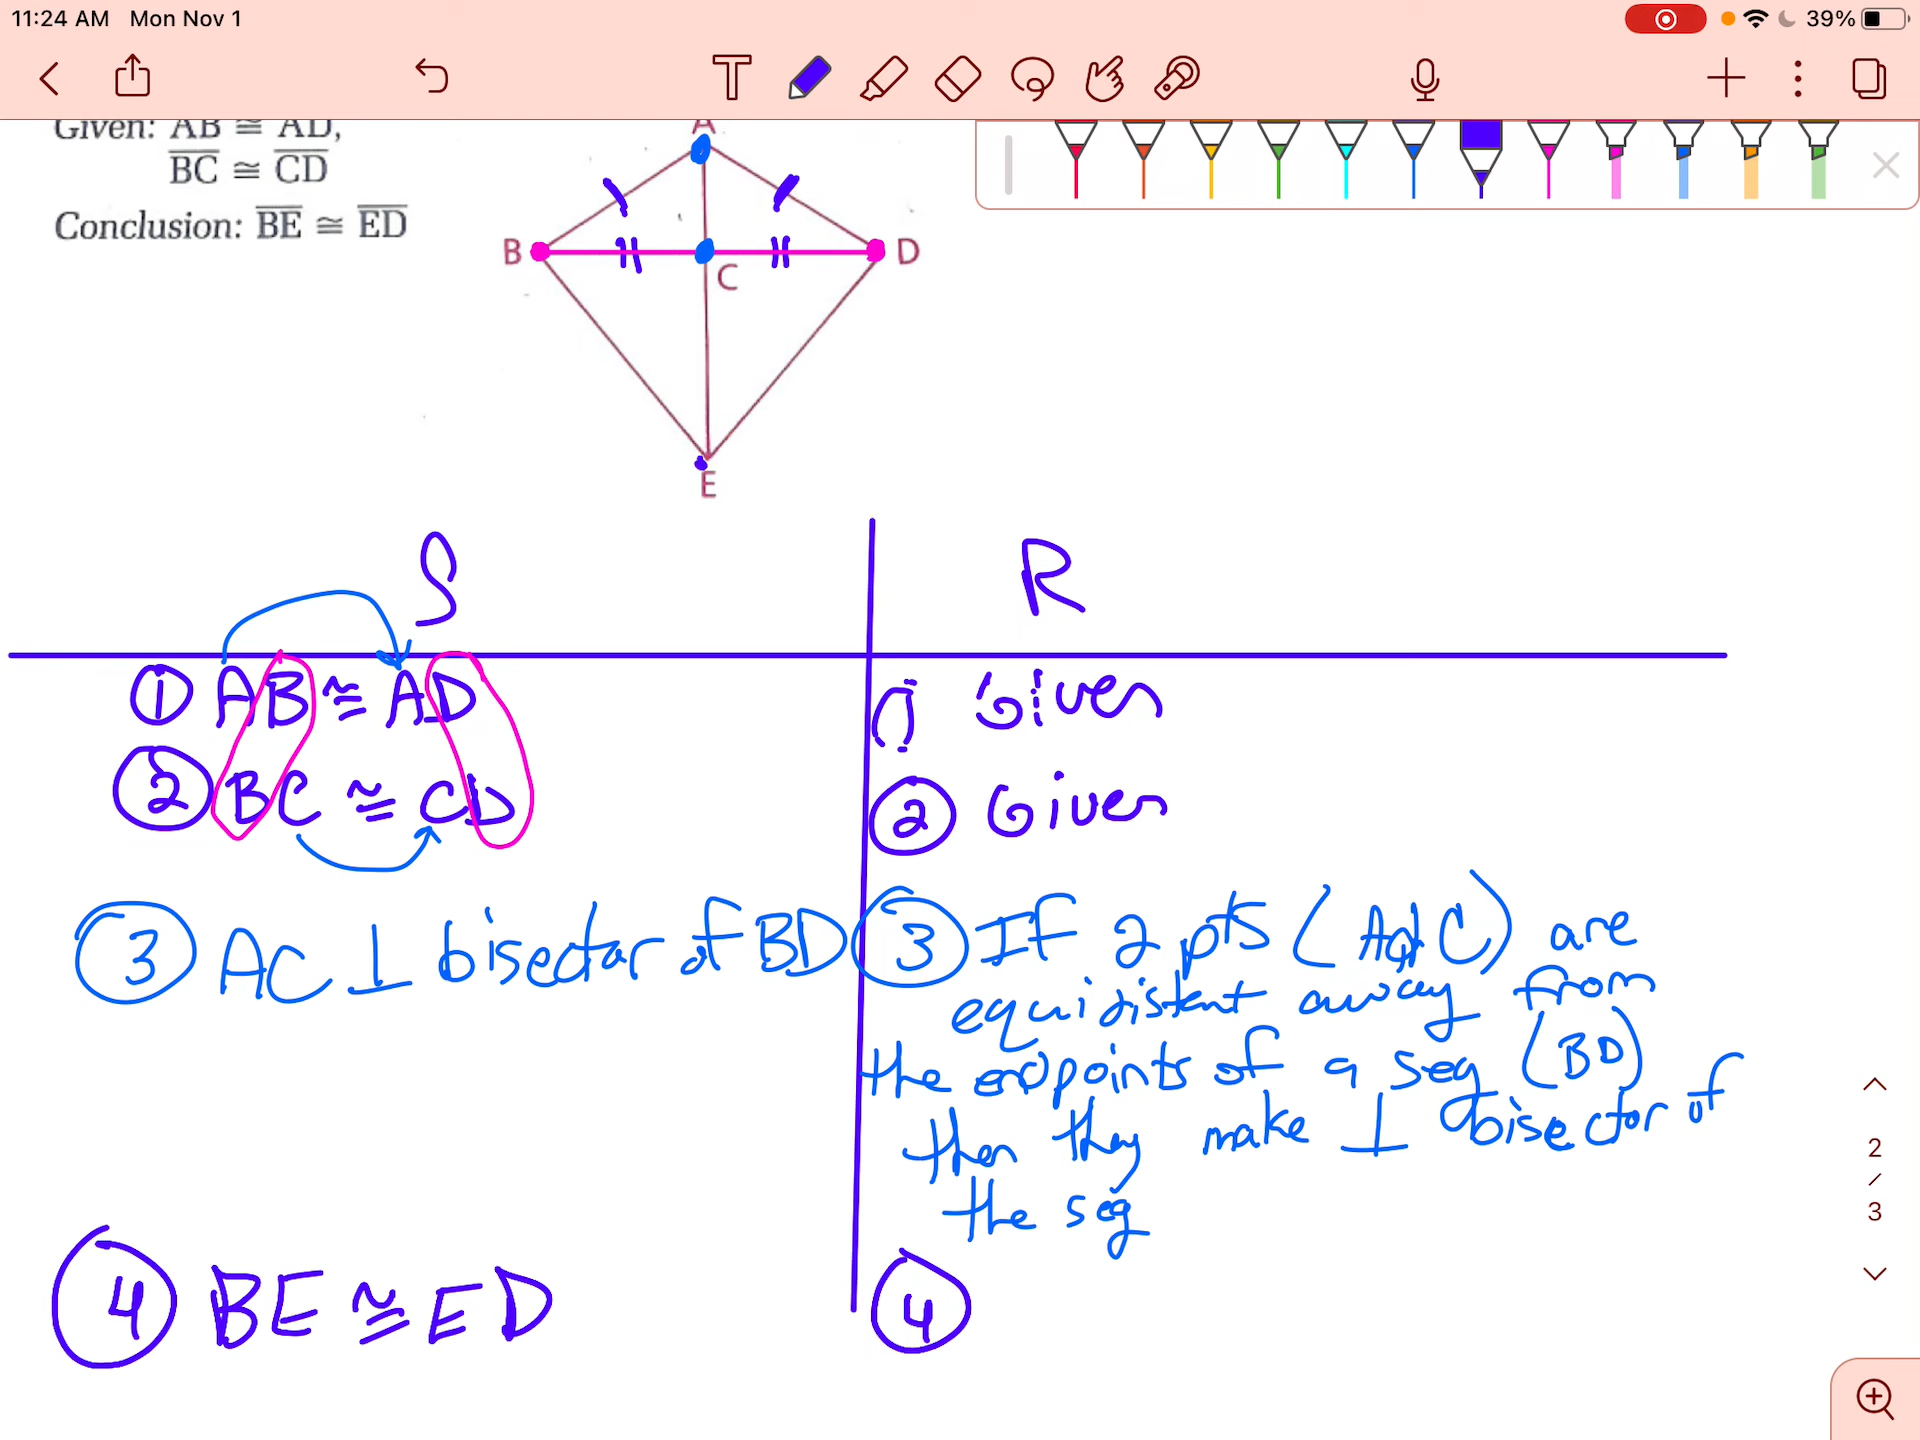 11:24 AM Mon Nov 1
39%
Given: AB ≅ AD,
BC ≅ CD
Conclusion: BE ≅ ED
A
B
D
C
E
S
R
① AB ≅ AD
① Given
② BC ≅ CD
② Given
③ AC ⊥ bisector of BD
③ If 2 pts (A & C) are
equidistent away from
the endpoints of a seg (BD)
then they make ⊥ bisector of
the seg
④ BE ≅ ED
④
2
/
3